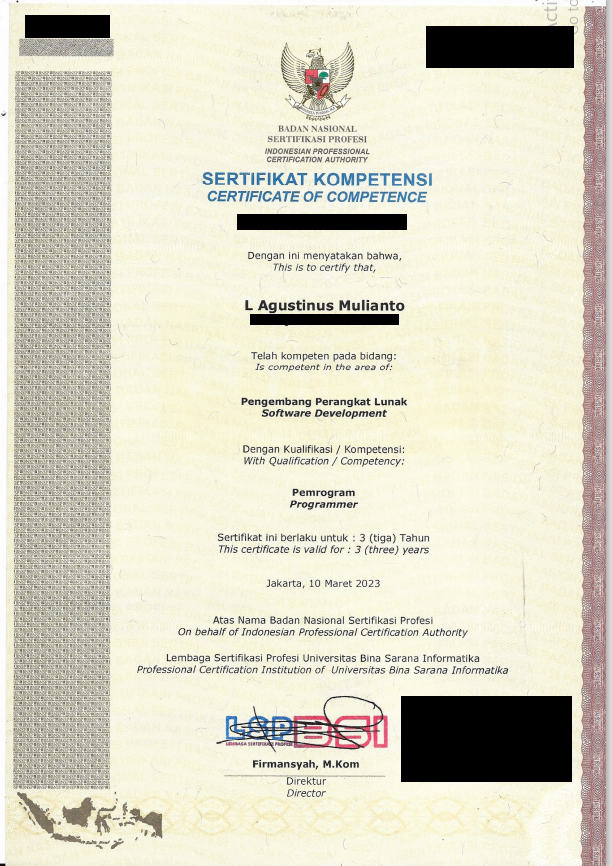 BADAN NASIONAL
SERTIFIKASI PROFESI
INDONESIAN PROFESSIONAL
CERTIFICATION AUTHORITY
SERTIFIKAT KOMPETENSI
CERTIFICATE OF COMPETENCE
Dengan ini menyatakan bahwa,
This is to certify that,
L Agustinus Mulianto
Telah kompeten pada bidang:
Is competent in the area of:
Pengembang Perangkat Lunak
Software Development
Dengan Kualifikasi / Kompetensi:
With Qualification / Competency:
Pemrogram
Programmer
Sertifikat ini berlaku untuk : 3 (tiga) Tahun
This certificate is valid for : 3 (three) years
Jakarta, 10 Maret 2023
Atas Nama Badan Nasional Sertifikasi Profesi
On behalf of Indonesian Professional Certification Authority
Lembaga Sertifikasi Profesi Universitas Bina Sarana Informatika
Professional Certification Institution of Universitas Bina Sarana Informatika
LSP BSI
LEMBAGA SERTIFIKASI PROFESI
Firmansyah, M.Kom
Direktur
Director